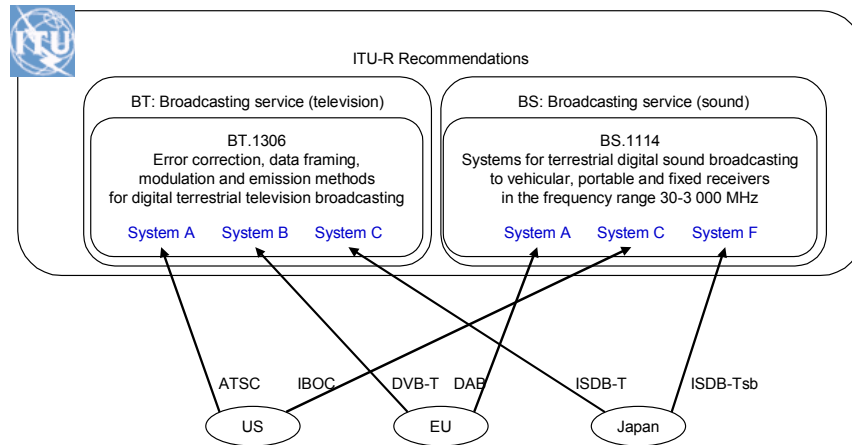 ITU
ITU-R Recommendations
BT: Broadcasting service (television)
BT.1306
Error correction, data framing,
modulation and emission methods
for digital terrestrial television broadcasting
System A System B System C
BS: Broadcasting service (sound)
BS.1114
Systems for terrestrial digital sound broadcasting
to vehicular, portable and fixed receivers
in the frequency range 30-3 000 MHz
System A System C System F
ATSC IBOC DVB-T DAB ISDB-T ISDB-Tsb
US EU Japan